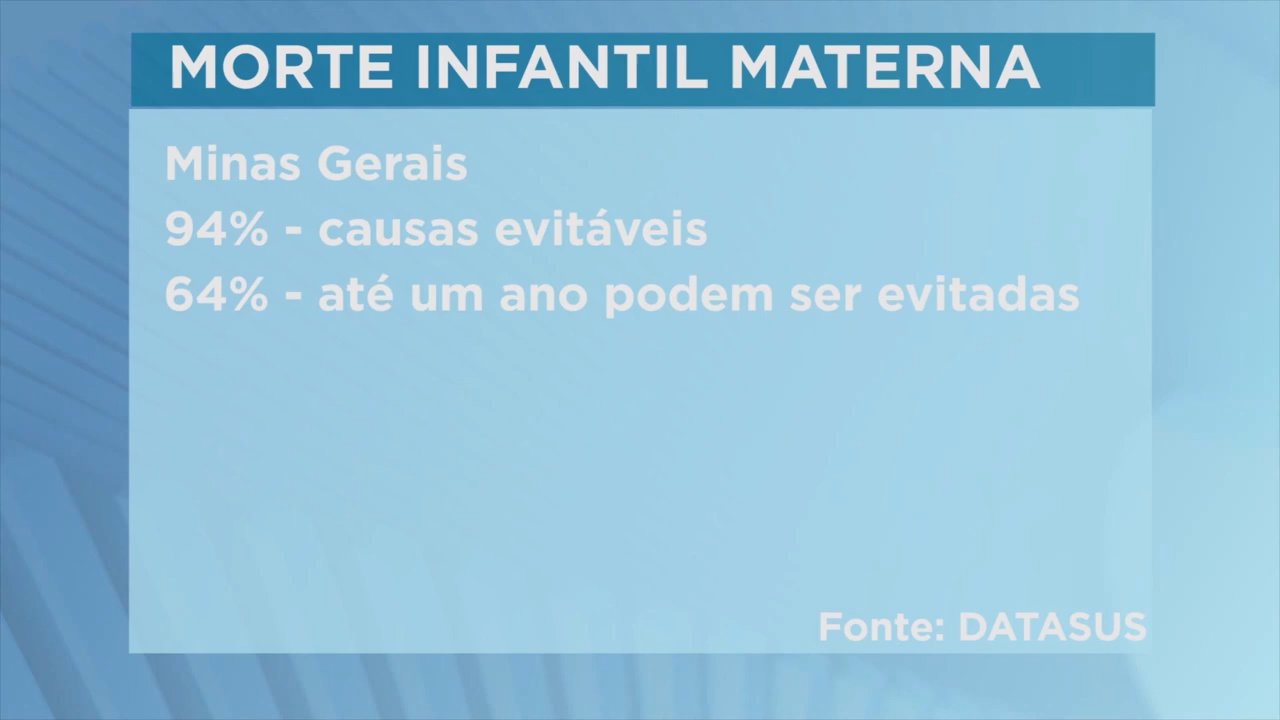 MORTE INFANTIL MATERNA
Minas Gerais
94% - causas evitáveis
64% - até um ano podem ser evitadas
Fonte: DATASUS